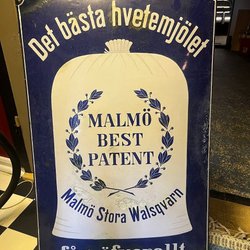 Det bästa hvetemjölet
MALMÖ
BEST
PATENT
Malmö Stora Walsqvarn